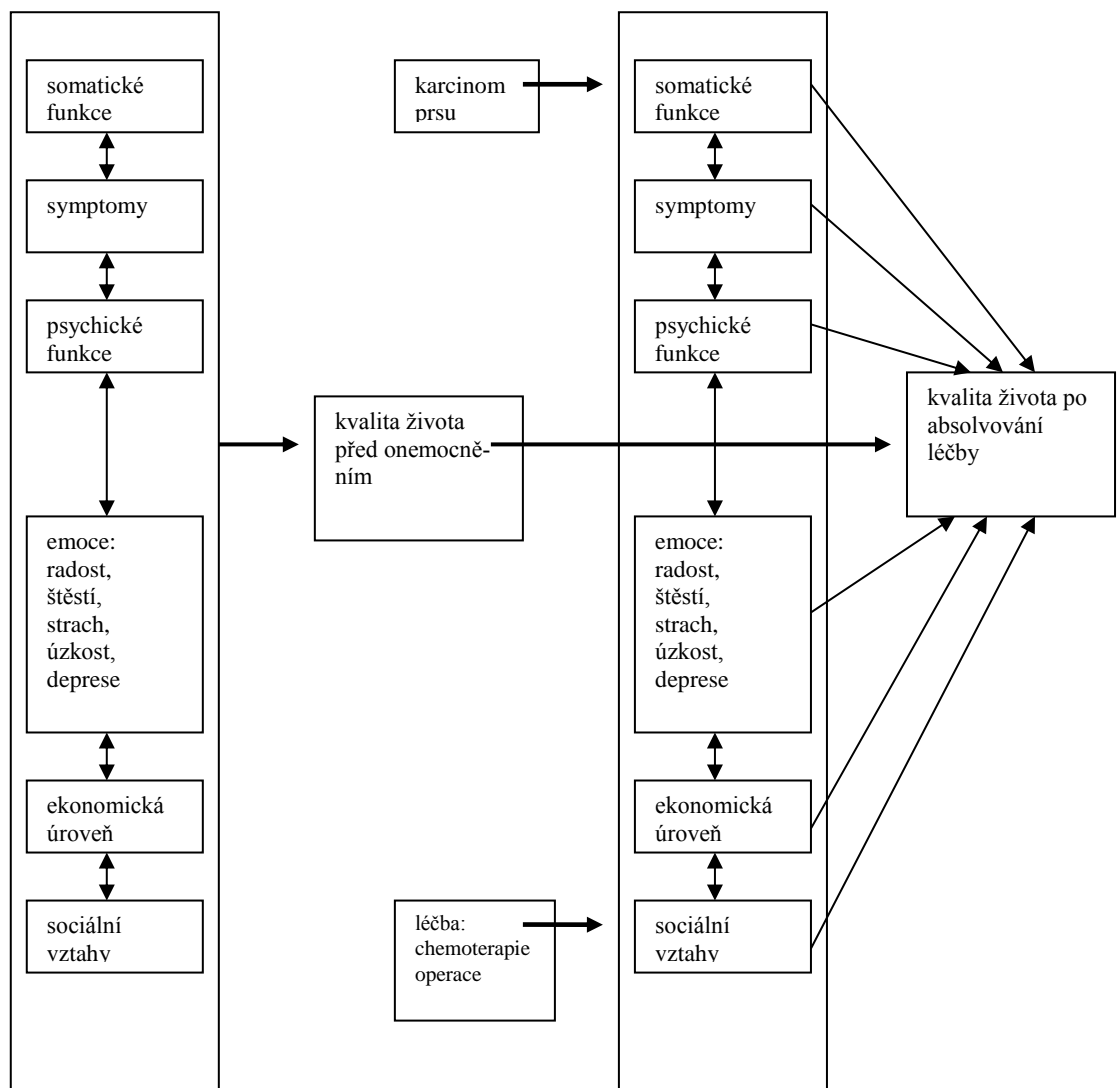 somatické
funkce
symptomy
psychické
funkce
emoce:
radost,
štěstí,
strach,
úzkost,
deprese
ekonomická
úroveň
sociální
vztahy
kvalita života
před onemocně-
ním
karcinom
prsu
léčba:
chemoterapie
operace
somatické
funkce
symptomy
psychické
funkce
emoce:
radost,
štěstí,
strach,
úzkost,
deprese
ekonomická
úroveň
sociální
vztahy
kvalita života po
absolvování
léčby